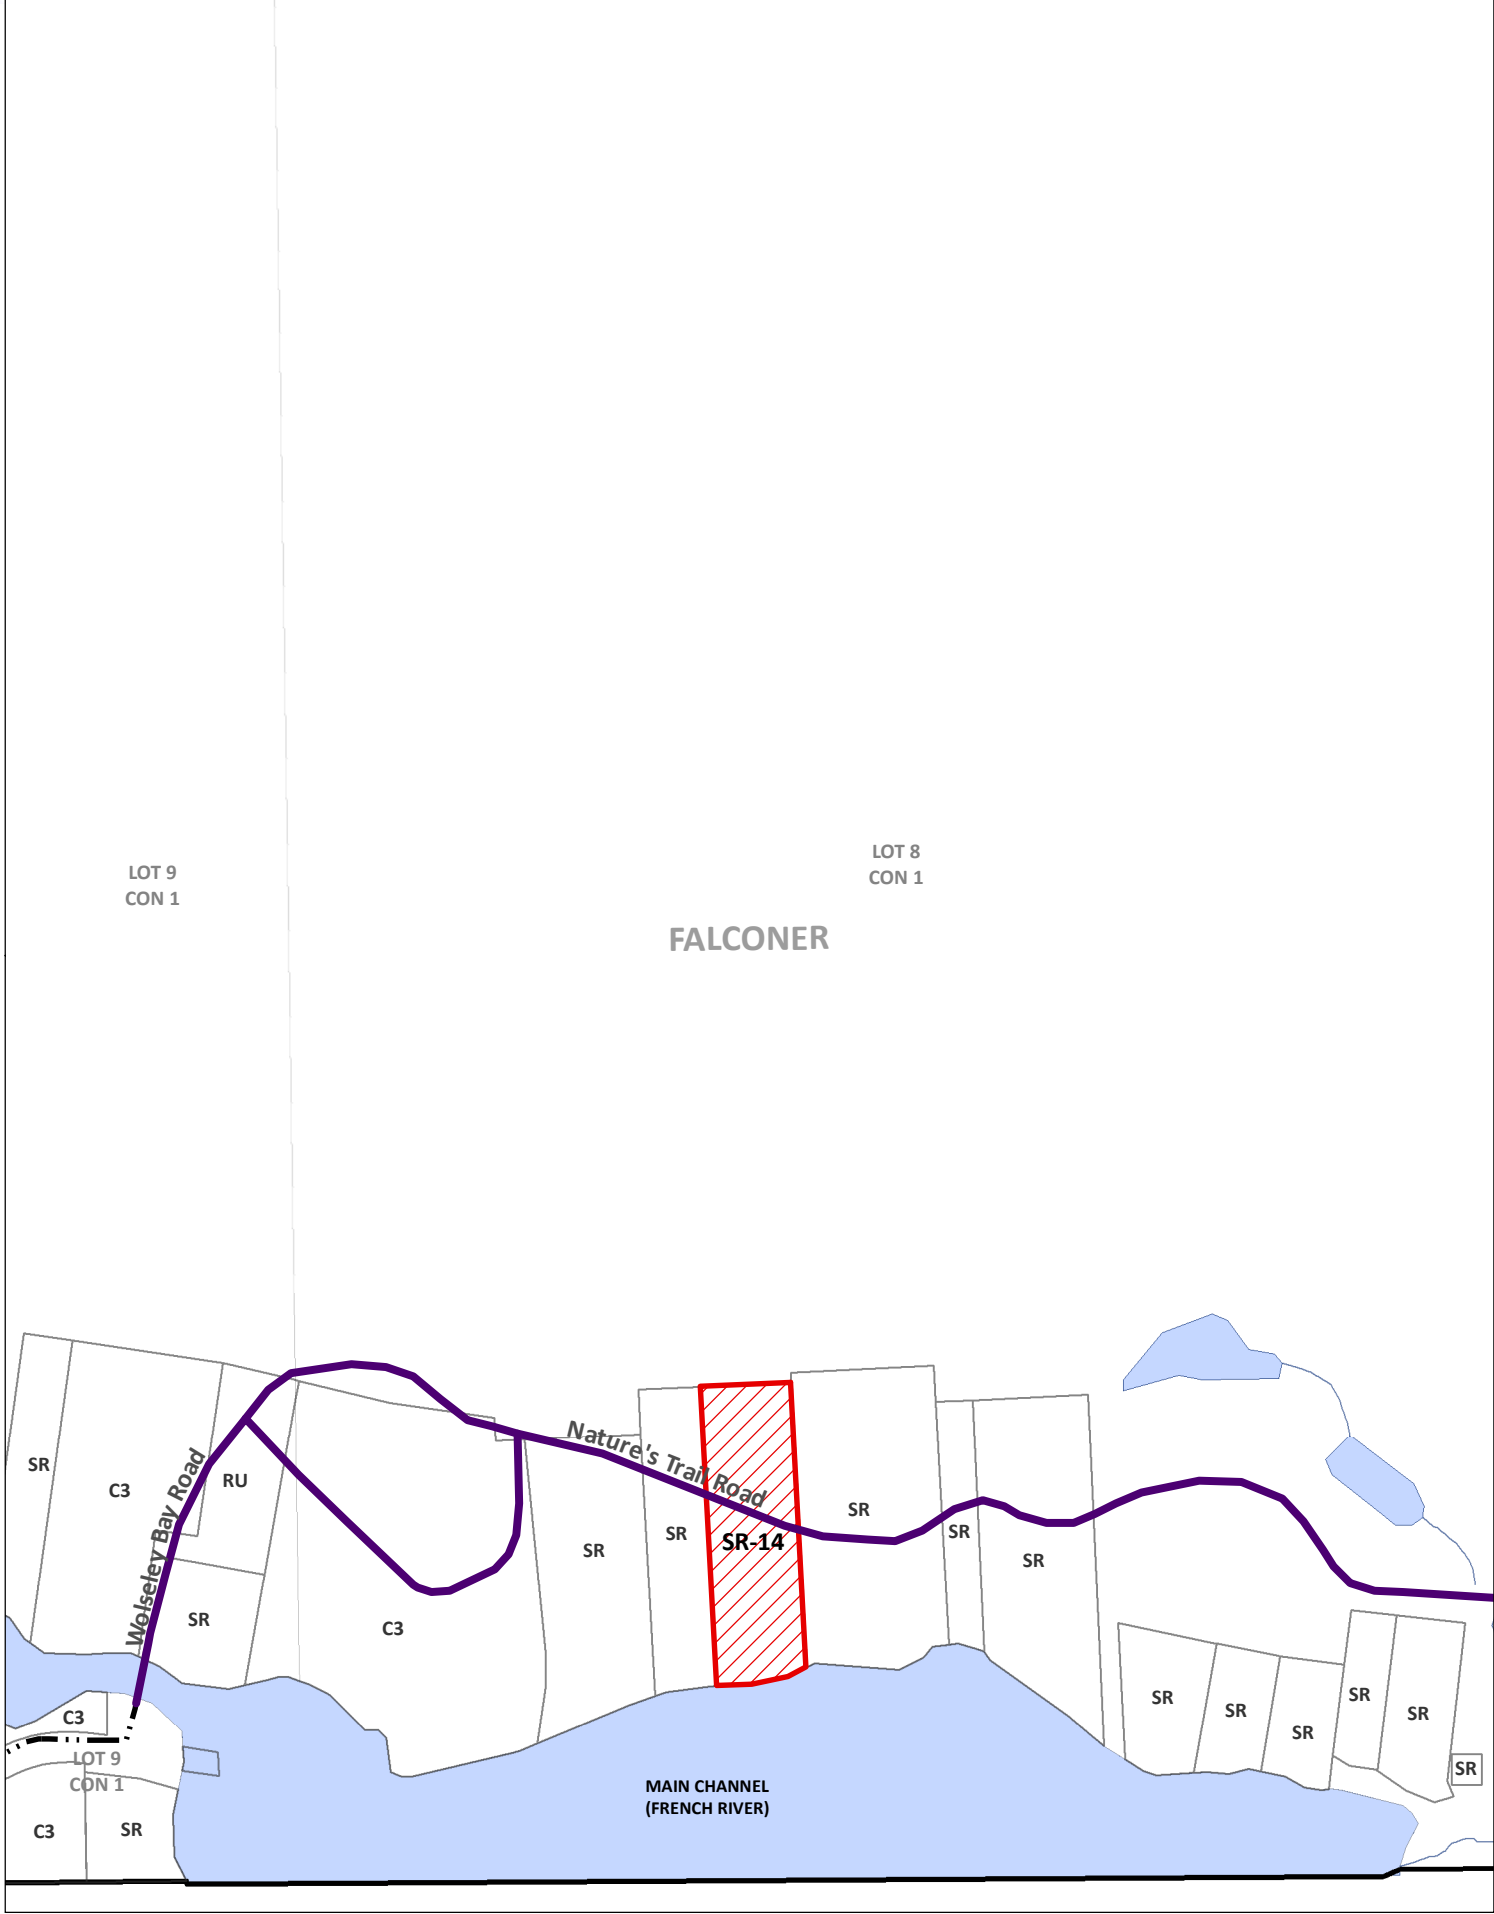 LOT 8
CON 1
LOT 9
CON 1
FALCONER
Nature's Trail Road
Wolseley Bay Road
SR
C3
RU
SR
SR
SR
SR-14
SR
SR
SR
SR
C3
SR
SR
SR
SR
SR
SR
C3
LOT 9
CON 1
MAIN CHANNEL
(FRENCH RIVER)
C3
SR